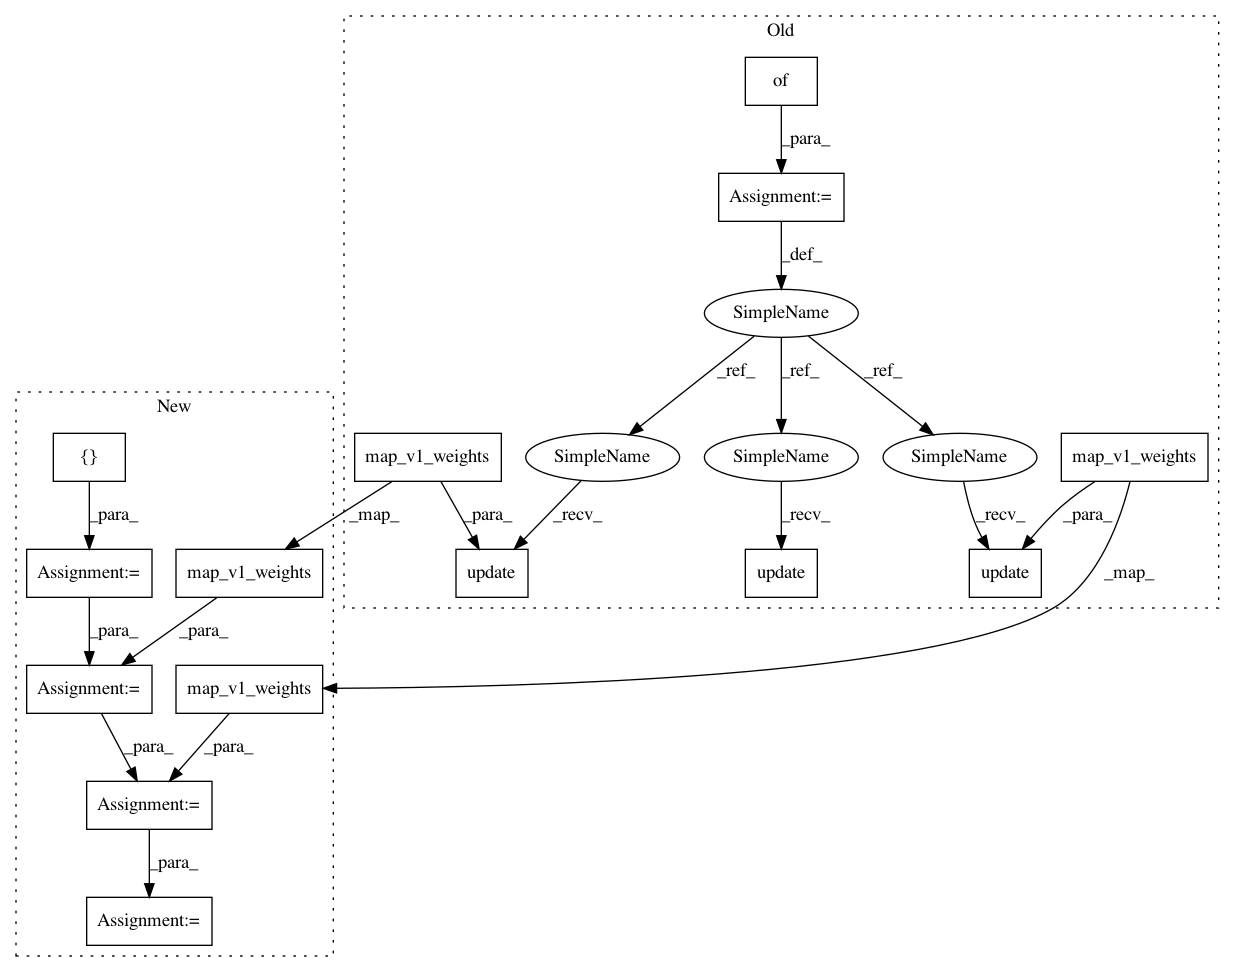 Old
of
_para_
Assignment:=
_def_
SimpleName
_ref_
_ref_
_ref_
New
{}
map_v1_weights
SimpleName
SimpleName
SimpleName
map_v1_weights
_para_
_map_
_para_
_recv_
_recv_
_recv_
_para_
Assignment:=
map_v1_weights
update
update
update
_map_
_para_
_para_
Assignment:=
map_v1_weights
_para_
_para_
Assignment:=
_para_
Assignment:=